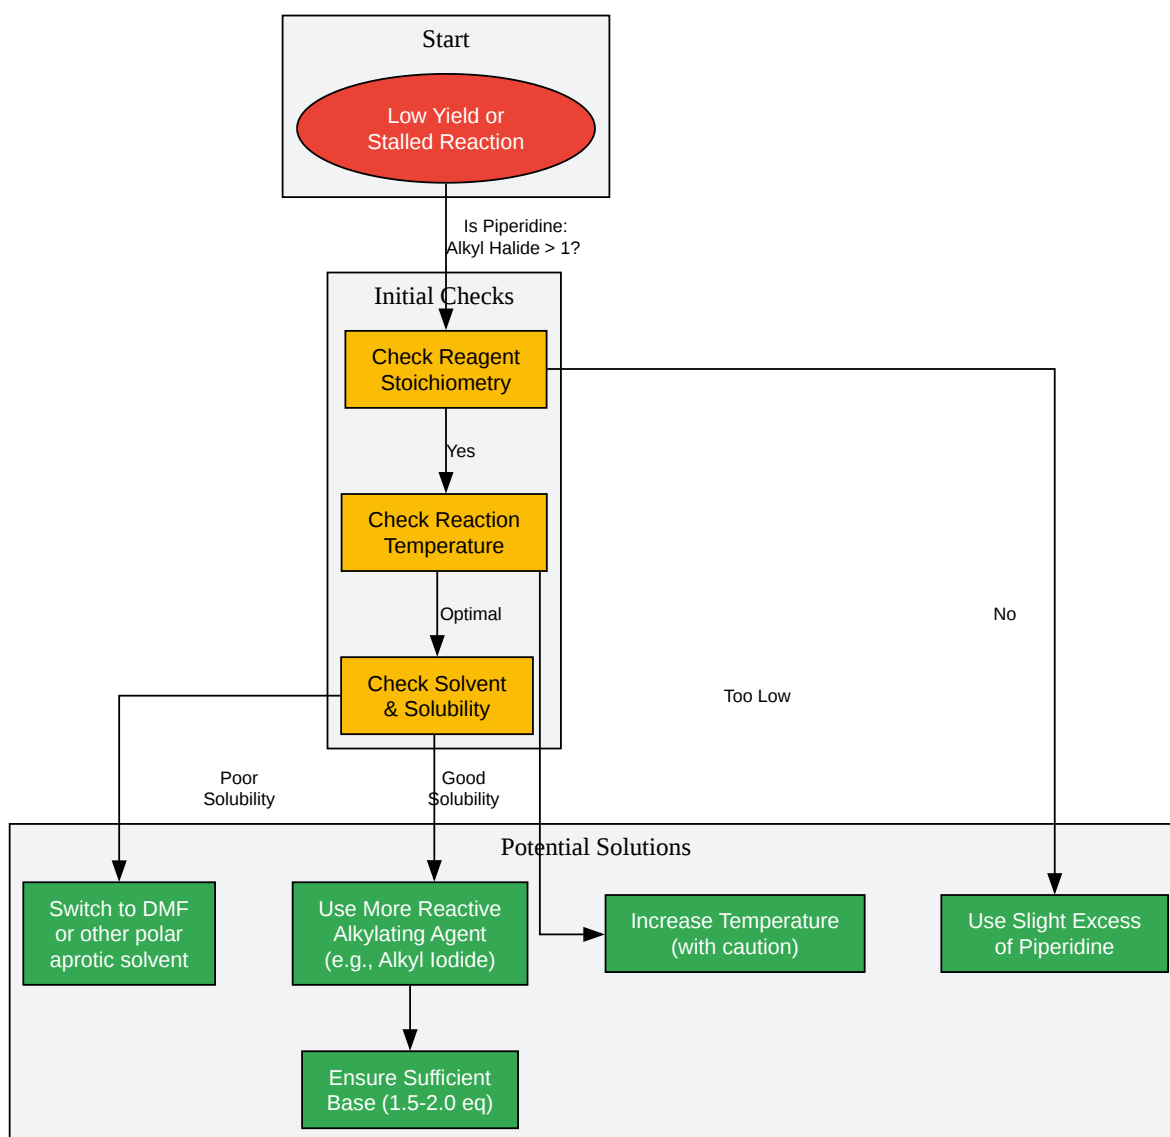 Start
Low Yield or
Stalled Reaction
Is Piperidine:
Alkyl Halide > 1?
Initial Checks
Check Reagent
Stoichiometry
Yes
Check Reaction
Temperature
Optimal
No
Check Solvent
& Solubility
Too Low
Poor
Solubility
Good
Solubility
Potential Solutions
Switch to DMF
or other polar
aprotic solvent
Use More Reactive
Alkylating Agent
(e.g., Alkyl Iodide)
Increase Temperature
(with caution)
Use Slight Excess
of Piperidine
Ensure Sufficient
Base (1.5-2.0 eq)